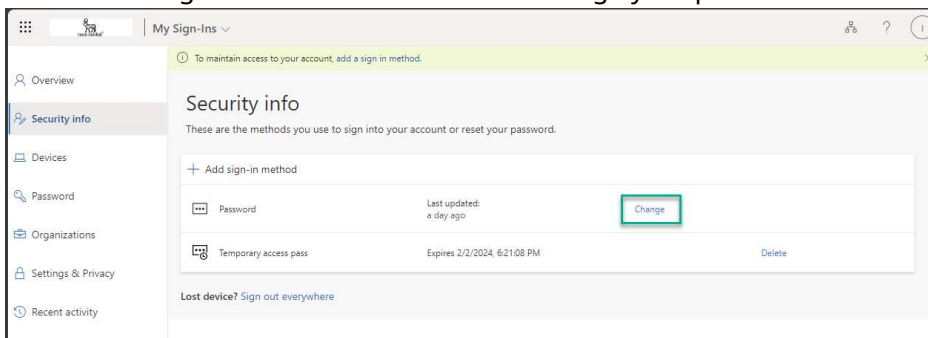 My Sign-Ins
To maintain access to your account, add a sign in method.
Overview
Security info
Devices
Password
Organizations
Settings & Privacy
Recent activity
Security info
These are the methods you use to sign into your account or reset your password.
+ Add sign-in method
Password
Last updated:
a day ago
Change
Temporary access pass
Expires 2/2/2024, 6:21:08 PM
Delete
Lost device? Sign out everywhere